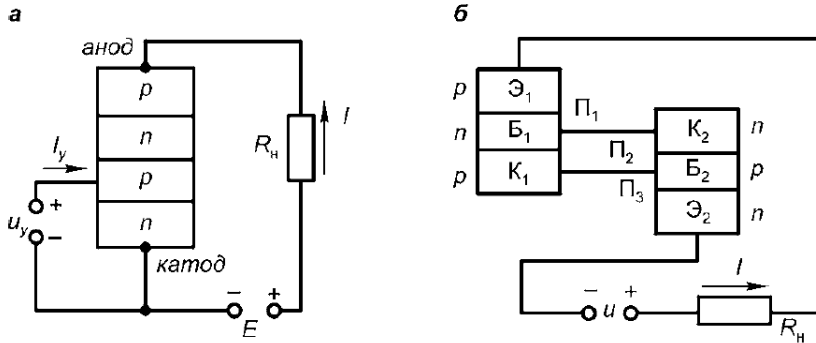 а
анод
p
n
p
n
Iу
+
uу
−
катод
Rн
I
− +
E
б
p Э1
n Б1
p К1
П1
П2
П3
К2 n
Б2 p
Э2 n
− u +
I
Rн